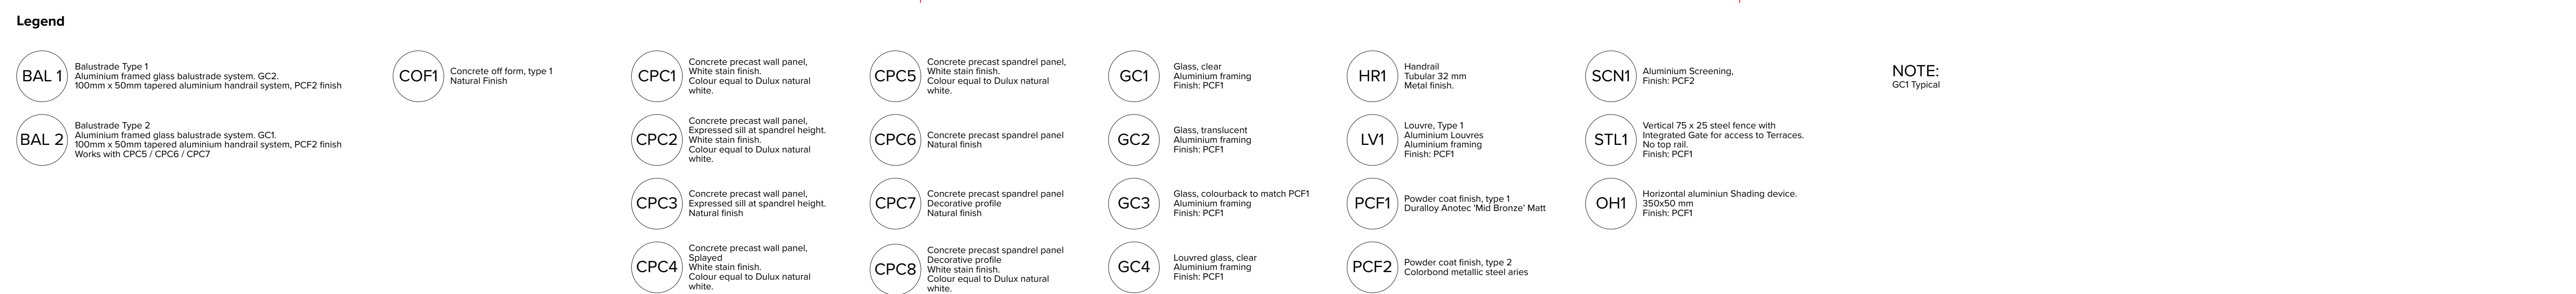 Legend
BAL 1
Balustrade Type 1
Aluminium framed glass balustrade system. GC2.
100mm x 50mm tapered aluminium handrail system, PCF2 finish
BAL 2
Balustrade Type 2
Aluminium framed glass balustrade system. GC1.
100mm x 50mm tapered aluminium handrail system, PCF2 finish
Works with CPC5 / CPC6 / CPC7
COF1
Concrete off form, type 1
Natural Finish
CPC1
Concrete precast wall panel,
White stain finish.
Colour equal to Dulux natural
white.
CPC2
Concrete precast wall panel,
Expressed sill at spandrel height.
White stain finish.
Colour equal to Dulux natural
white.
CPC3
Concrete precast wall panel,
Expressed sill at spandrel height.
Natural finish
CPC4
Concrete precast wall panel,
Splayed
White stain finish.
Colour equal to Dulux natural
white.
CPC5
Concrete precast spandrel panel,
White stain finish.
Colour equal to Dulux natural
white.
CPC6
Concrete precast spandrel panel
Natural finish
CPC7
Concrete precast spandrel panel
Decorative profile
Natural finish
CPC8
Concrete precast spandrel panel
Decorative profile
White stain finish.
Colour equal to Dulux natural
white.
GC1
Glass, clear
Aluminium framing
Finish: PCF1
GC2
Glass, translucent
Aluminium framing
Finish: PCF1
GC3
Glass, colourback to match PCF1
Aluminium framing
Finish: PCF1
GC4
Louvred glass, clear
Aluminium framing
Finish: PCF1
HR1
Handrail
Tubular 32 mm
Metal finish.
LV1
Louvre, Type 1
Aluminium Louvres
Aluminium framing
Finish: PCF1
PCF1
Powder coat finish, type 1
Duralloy Anotec 'Mid Bronze' Matt
PCF2
Powder coat finish, type 2
Colorbond metallic steel aries
SCN1
Aluminium Screening,
Finish: PCF2
STL1
Vertical 75 x 25 steel fence with
Integrated Gate for access to Terraces.
No top rail.
Finish: PCF1
OH1
Horizontal aluminiun Shading device.
350x50 mm
Finish: PCF1
NOTE:
GC1 Typical